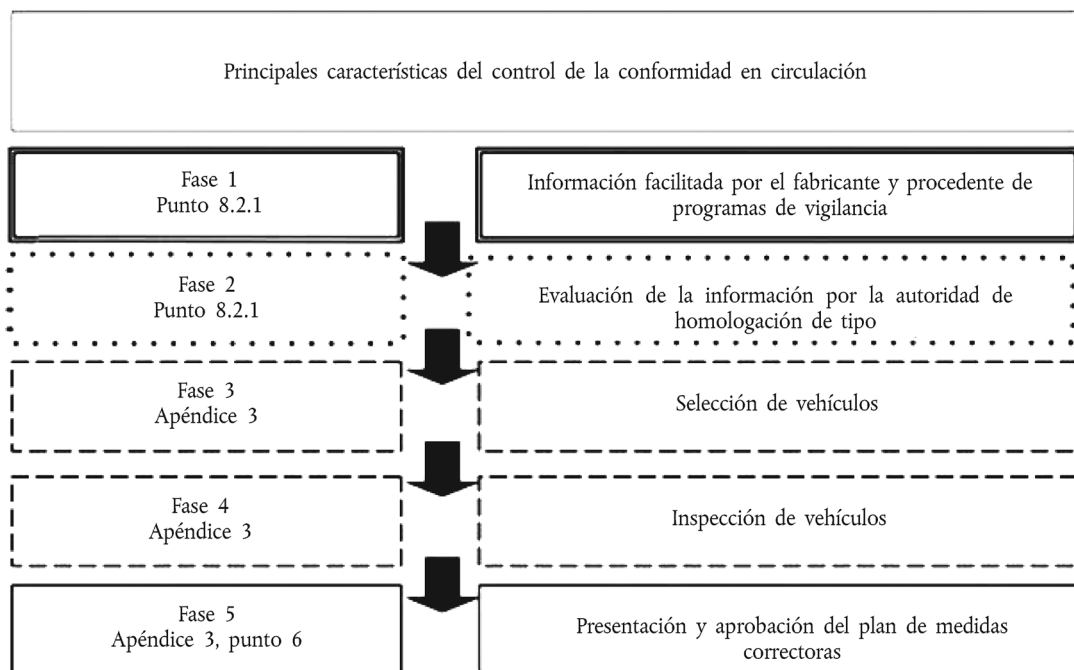 Principales características del control de la conformidad en circulación
Fase 1
Punto 8.2.1
Información facilitada por el fabricante y procedente de
programas de vigilancia
Fase 2
Punto 8.2.1
Evaluación de la información por la autoridad de
homologación de tipo
Fase 3
Apéndice 3
Selección de vehículos
Fase 4
Apéndice 3
Inspección de vehículos
Fase 5
Apéndice 3, punto 6
Presentación y aprobación del plan de medidas
correctoras